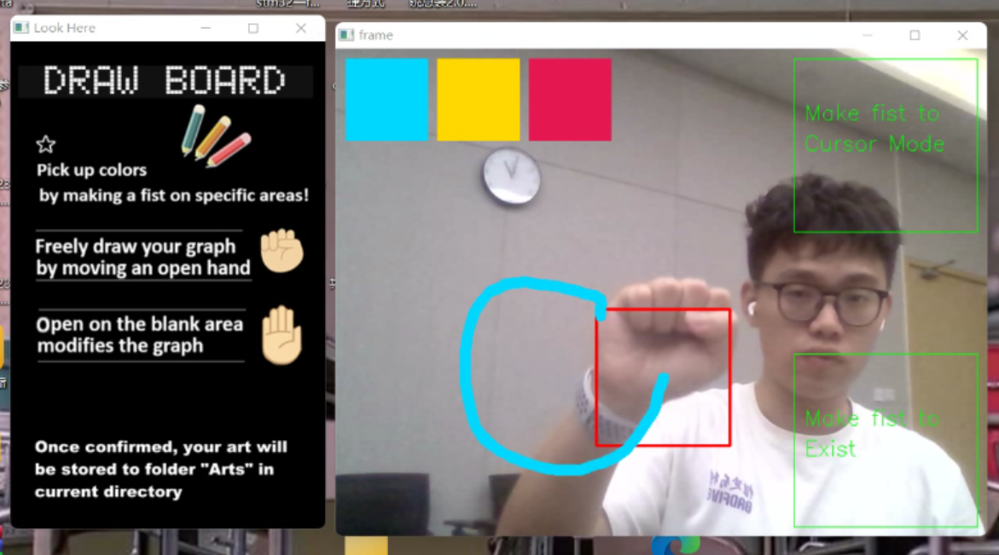 Look Here
DRAW BOARD
Pick up colors
by making a fist on specific areas!
Freely draw your graph
by moving an open hand
Open on the blank area
modifies the graph
Once confirmed, your art will
be stored to folder "Arts" in
current directory
frame
Make fist to
Cursor Mode
Make fist to
Exist
BADFIVE